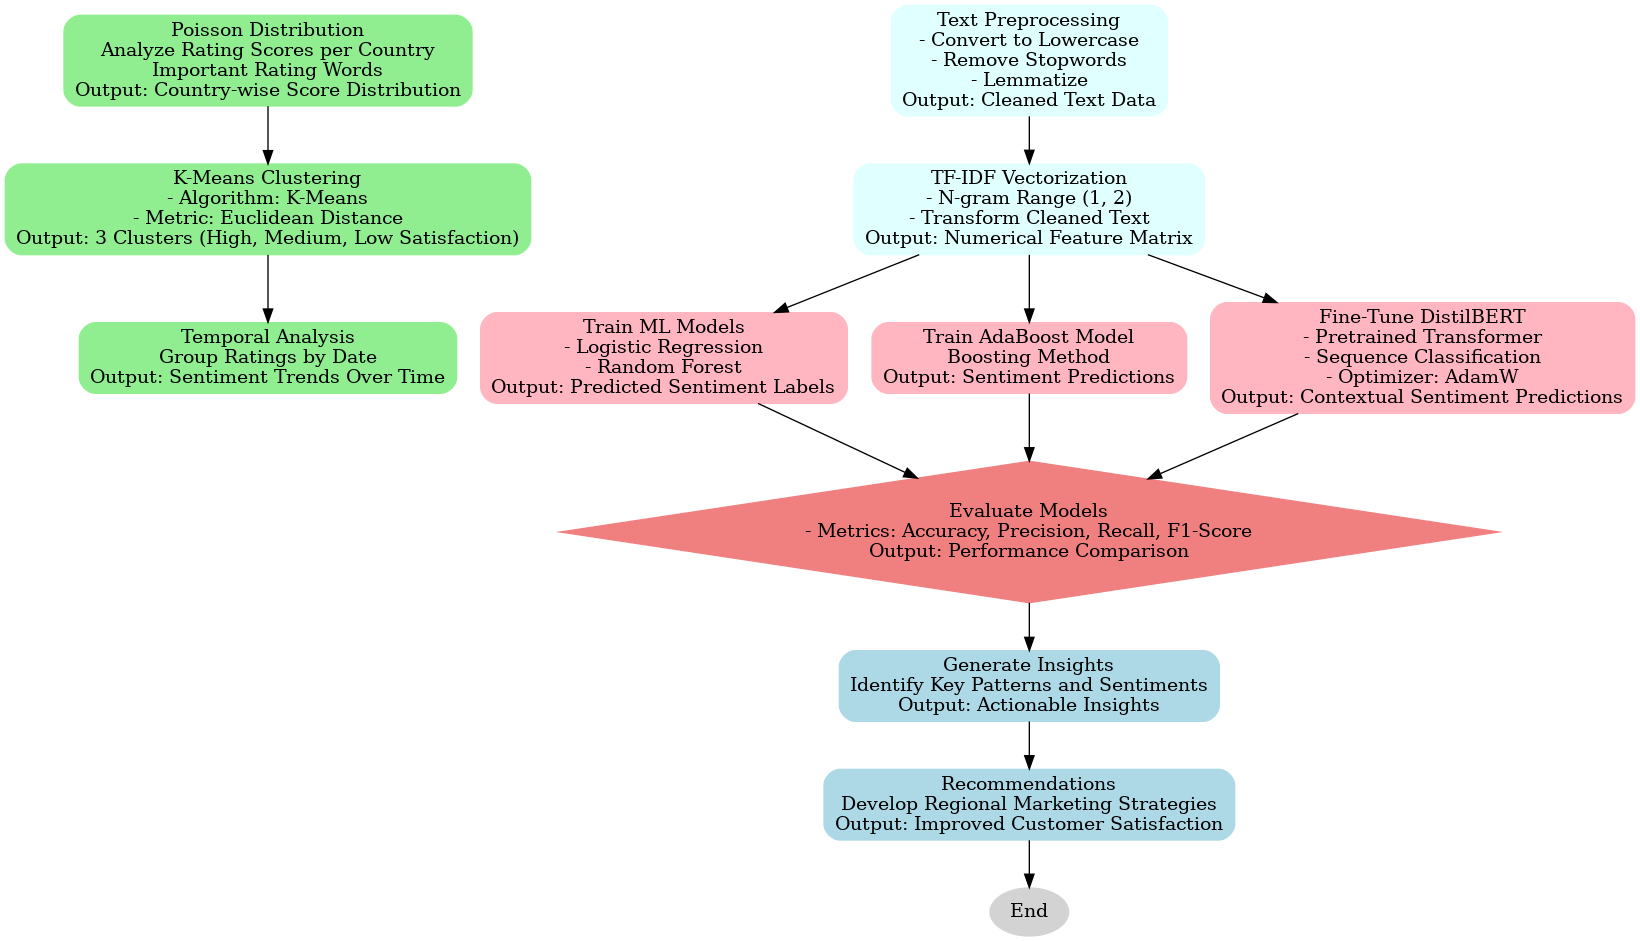 Poisson Distribution
Analyze Rating Scores per Country
Important Rating Words
Output: Country-wise Score Distribution
K-Means Clustering
- Algorithm: K-Means
- Metric: Euclidean Distance
Output: 3 Clusters (High, Medium, Low Satisfaction)
Temporal Analysis
Group Ratings by Date
Output: Sentiment Trends Over Time
Text Preprocessing
- Convert to Lowercase
- Remove Stopwords
- Lemmatize
Output: Cleaned Text Data
TF-IDF Vectorization
- N-gram Range (1, 2)
- Transform Cleaned Text
Output: Numerical Feature Matrix
Train ML Models
- Logistic Regression
- Random Forest
Output: Predicted Sentiment Labels
Train AdaBoost Model
Boosting Method
Output: Sentiment Predictions
Fine-Tune DistilBERT
- Pretrained Transformer
- Sequence Classification
- Optimizer: AdamW
Output: Contextual Sentiment Predictions
Evaluate Models
- Metrics: Accuracy, Precision, Recall, F1-Score
Output: Performance Comparison
Generate Insights
Identify Key Patterns and Sentiments
Output: Actionable Insights
Recommendations
Develop Regional Marketing Strategies
Output: Improved Customer Satisfaction
End